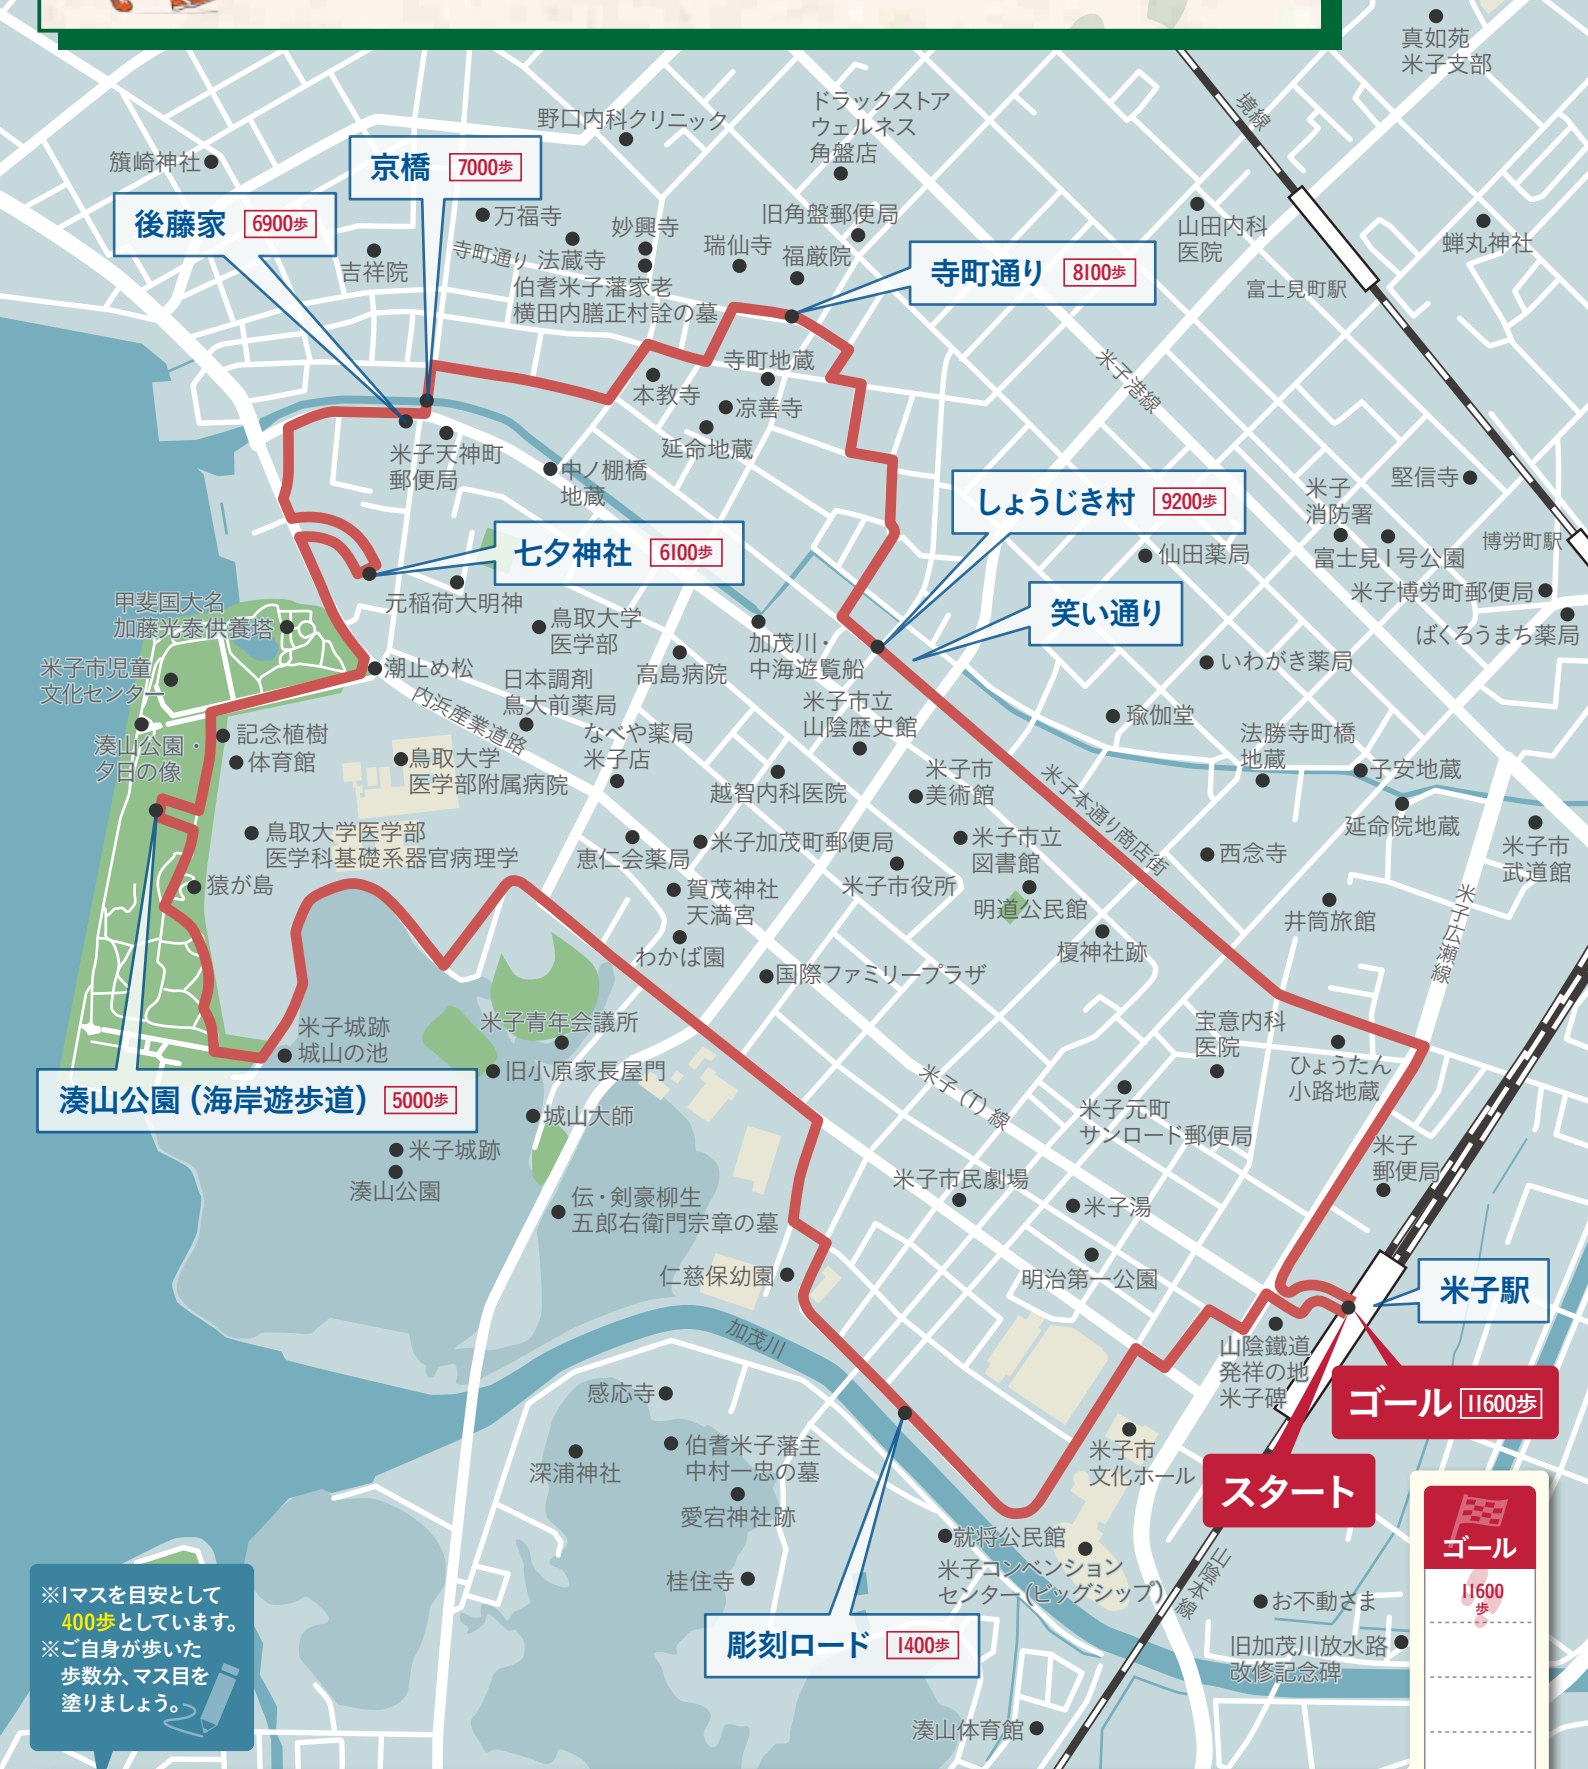 真如苑
米子支部
境線
ドラックストア
ウェルネス
角盤店
野口内科クリニック
籏崎神社
京橋 7000歩
後藤家 6900歩
吉祥院
万福寺
寺町通り
法蔵寺
妙興寺
伯耆米子藩家老
横田内膳正村詮の墓
瑞仙寺
旧角盤郵便局
福厳院
寺町通り 8100歩
山田内科
医院
蝉丸神社
富士見町駅
米子港線
寺町地蔵
本教寺
凉善寺
延命地蔵
米子天神町
郵便局
中ノ棚橋
地蔵
しょうじき村 9200歩
米子
消防署
堅信寺
富士見1号公園
博労町駅
仙田薬局
米子博労町郵便局
ばくろうまち薬局
七夕神社 6100歩
元稲荷大明神
笑い通り
甲斐国大名
加藤光泰供養塔
鳥取大学
医学部
加茂川・
中海遊覧船
高島病院
いわがき薬局
米子市児童
文化センター
潮止め松
内浜産業道路
日本調剤
鳥大前薬局
米子市立
山陰歴史館
瑜伽堂
法勝寺町橋
地蔵
子安地蔵
湊山公園・
夕日の像
記念植樹
体育館
鳥取大学
医学部附属病院
なべや薬局
米子店
越智内科医院
米子市
美術館
米子本通り商店街
延命院地蔵
米子市
武道館
鳥取大学医学部
医学科基礎系器官病理学
恵仁会薬局
米子加茂町郵便局
米子市役所
米子市立
図書館
西念寺
猿が島
賀茂神社
天満宮
明道公民館
井筒旅館
米子広瀬線
わかば園
榎神社跡
国際ファミリープラザ
米子城跡
城山の池
米子青年会議所
宝意内科
医院
旧小原家長屋門
ひょうたん
小路地蔵
湊山公園(海岸遊歩道) 5000歩
米子(T)線
城山大師
米子元町
サンロード郵便局
米子城跡
湊山公園
米子
郵便局
伝・剣豪柳生
五郎右衛門宗章の墓
米子市民劇場
米子湯
仁慈保幼園
明治第一公園
米子駅
加茂川
山陰鐵道
発祥の地
米子碑
ゴール 11600歩
感応寺
伯耆米子藩主
中村一忠の墓
深浦神社
愛宕神社跡
米子市
文化ホール
スタート
就将公民館
米子コンベンション
センター(ビッグシップ)
山陰本線
桂住寺
お不動さま
彫刻ロード 1400歩
旧加茂川放水路
改修記念碑
湊山体育館
※1マスを目安として
400歩としています。
※ご自身が歩いた
歩数分、マス目を
塗りましょう。
ゴール
11600
歩